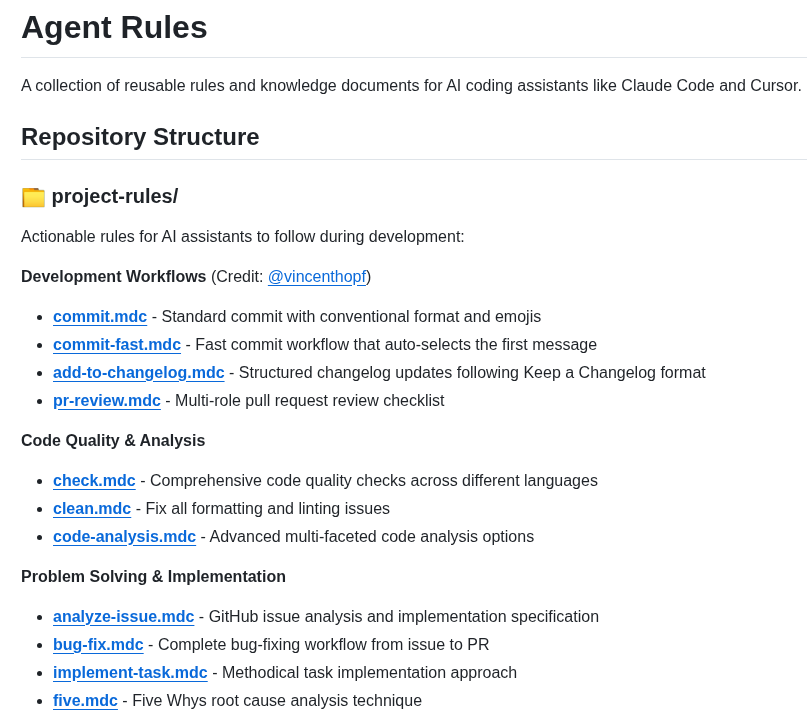 Agent Rules
A collection of reusable rules and knowledge documents for AI coding assistants like Claude Code and Cursor.
Repository Structure
project-rules/
Actionable rules for AI assistants to follow during development:
Development Workflows (Credit: @vincenthopf)
commit.mdc - Standard commit with conventional format and emojis
commit-fast.mdc - Fast commit workflow that auto-selects the first message
add-to-changelog.mdc - Structured changelog updates following Keep a Changelog format
pr-review.mdc - Multi-role pull request review checklist
Code Quality & Analysis
check.mdc - Comprehensive code quality checks across different languages
clean.mdc - Fix all formatting and linting issues
code-analysis.mdc - Advanced multi-faceted code analysis options
Problem Solving & Implementation
analyze-issue.mdc - GitHub issue analysis and implementation specification
bug-fix.mdc - Complete bug-fixing workflow from issue to PR
implement-task.mdc - Methodical task implementation approach
five.mdc - Five Whys root cause analysis technique